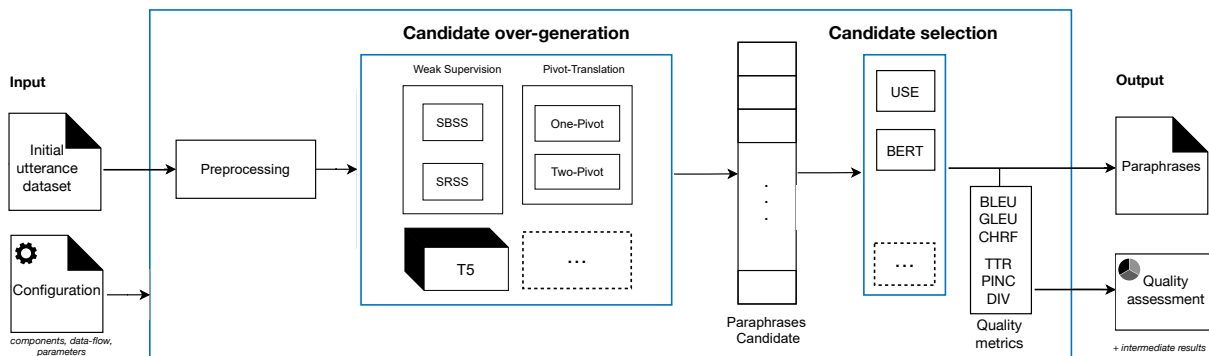 Input
Initial
utterance
dataset
Configuration
components, data-flow,
parameters
Preprocessing
Candidate over-generation
Weak Supervision
SBSS
SRSS
Pivot-Translation
One-Pivot
Two-Pivot
T5
...
Paraphrases
Candidate
Candidate selection
USE
BERT
...
BLEU
GLEU
CHRF
TTR
PINC
DIV
Quality
metrics
Output
Paraphrases
Quality
assessment
+ intermediate results